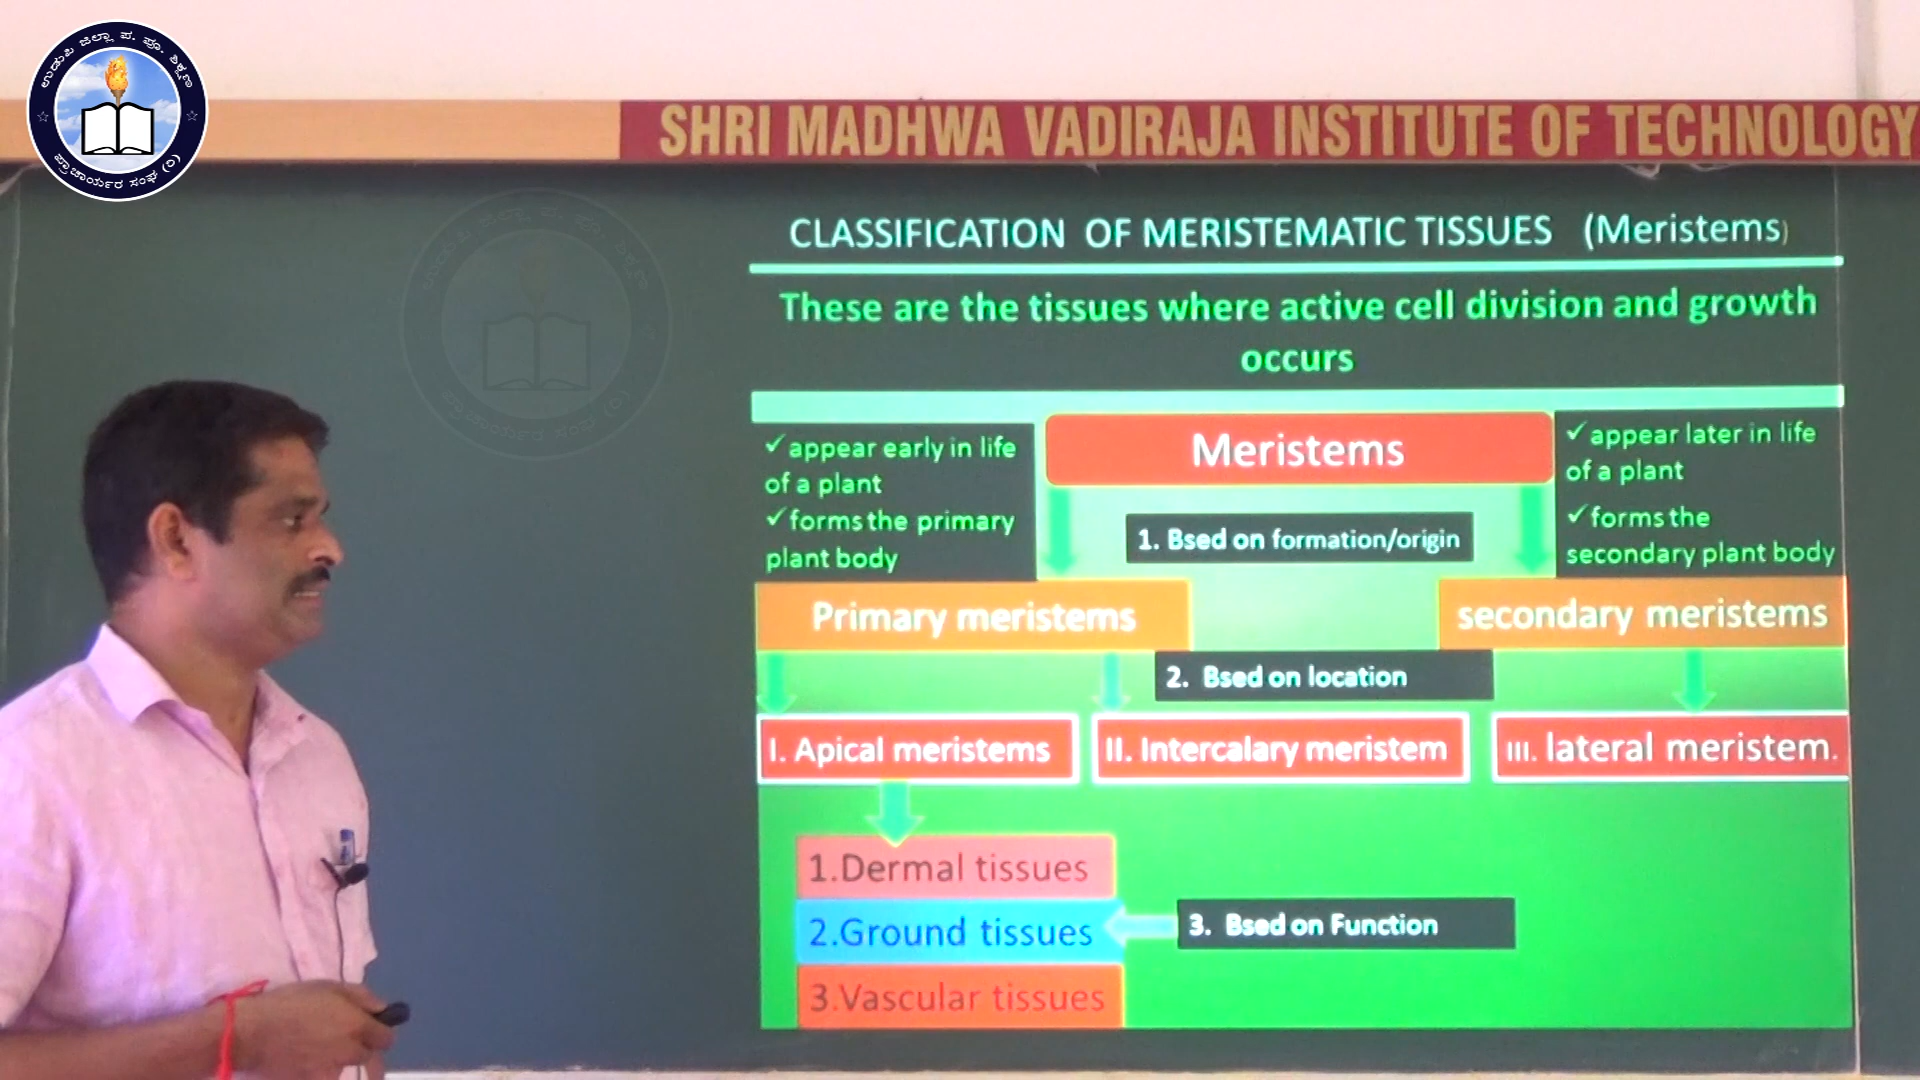 ಉಡುಪಿ ಜಿಲ್ಲಾ ಪ. ಪೂ. ಶಿಕ್ಷಣ
ಪ್ರಾಚಾರ್ಯರ ಸಂಘ (ರಿ)
SHRI MADHWA VADIRAJA INSTITUTE OF TECHNOLOGY
CLASSIFICATION OF MERISTEMATIC TISSUES (Meristems)
These are the tissues where active cell division and growth
occurs
✓appear early in life
of a plant
✓forms the primary
plant body
Meristems
✓appear later in life
of a plant
✓forms the
secondary plant body
1. Bsed on formation/origin
Primary meristems
secondary meristems
2. Bsed on location
I. Apical meristems
II. Intercalary meristem
III. lateral meristem.
1.Dermal tissues
2.Ground tissues
3. Bsed on Function
3.Vascular tissues